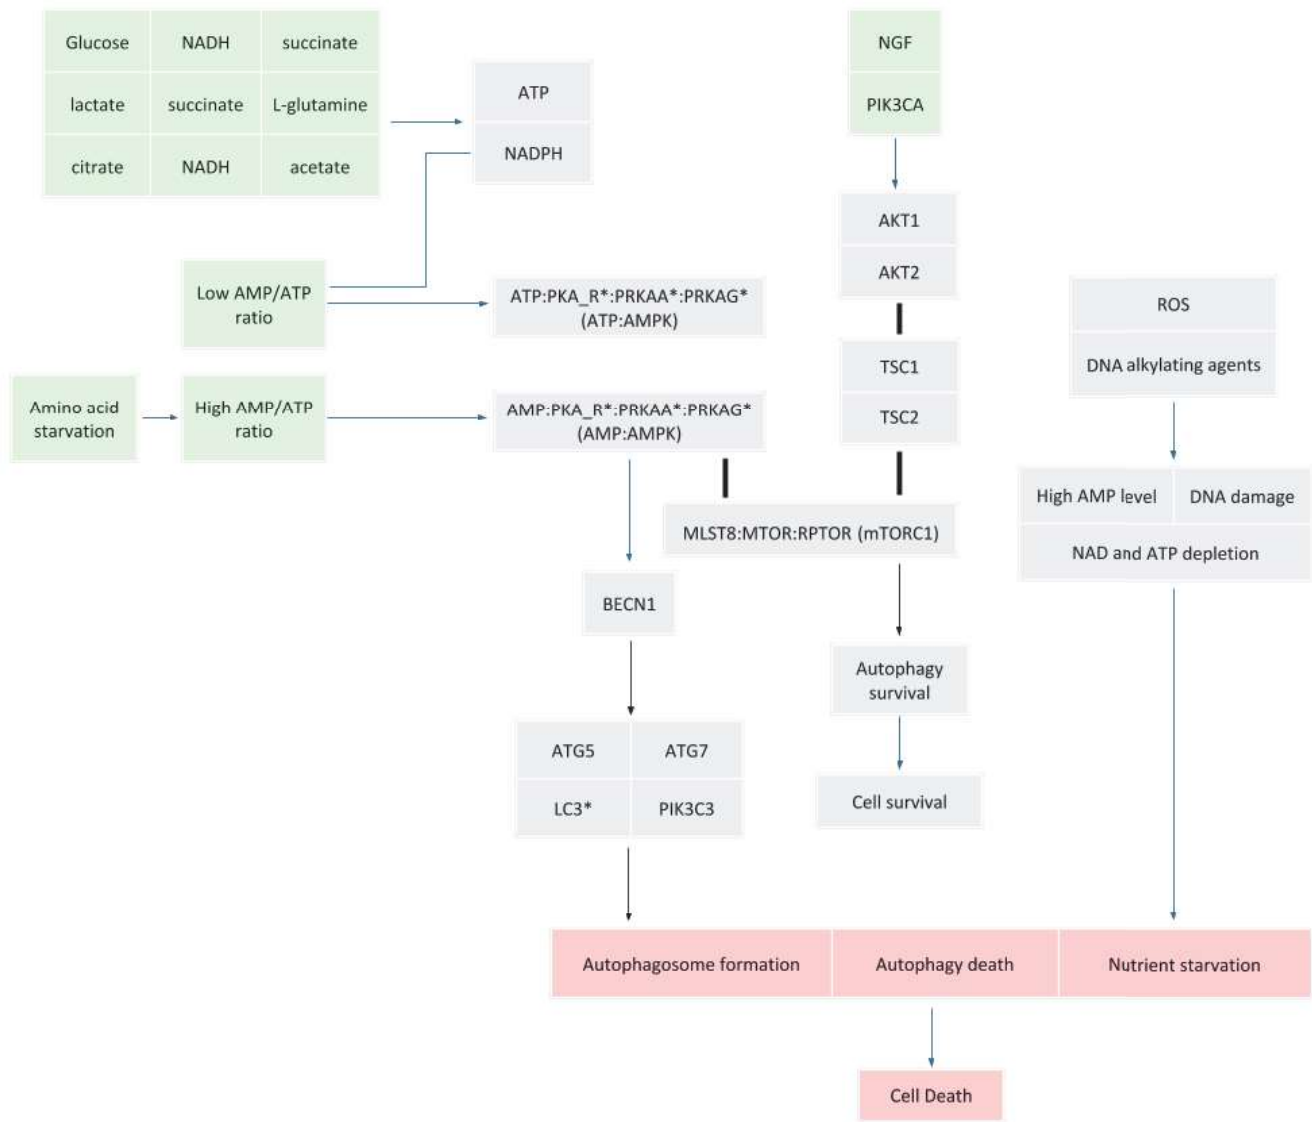 Glucose NADH succinate
lactate succinate L-glutamine
citrate NADH acetate
ATP
NADPH
NGF
PIK3CA
AKT1
AKT2
Low AMP/ATP
ratio
ATP:PKA_R*:PRKAA*:PRKAG*
(ATP:AMPK)
ROS
DNA alkylating agents
TSC1
TSC2
Amino acid
starvation
High AMP/ATP
ratio
AMP:PKA_R*:PRKAA*:PRKAG*
(AMP:AMPK)
High AMP level DNA damage
NAD and ATP depletion
MLST8:MTOR:RPTOR (mTORC1)
BECN1
Autophagy
survival
ATG5 ATG7
LC3* PIK3C3
Cell survival
Autophagosome formation Autophagy death Nutrient starvation
Cell Death